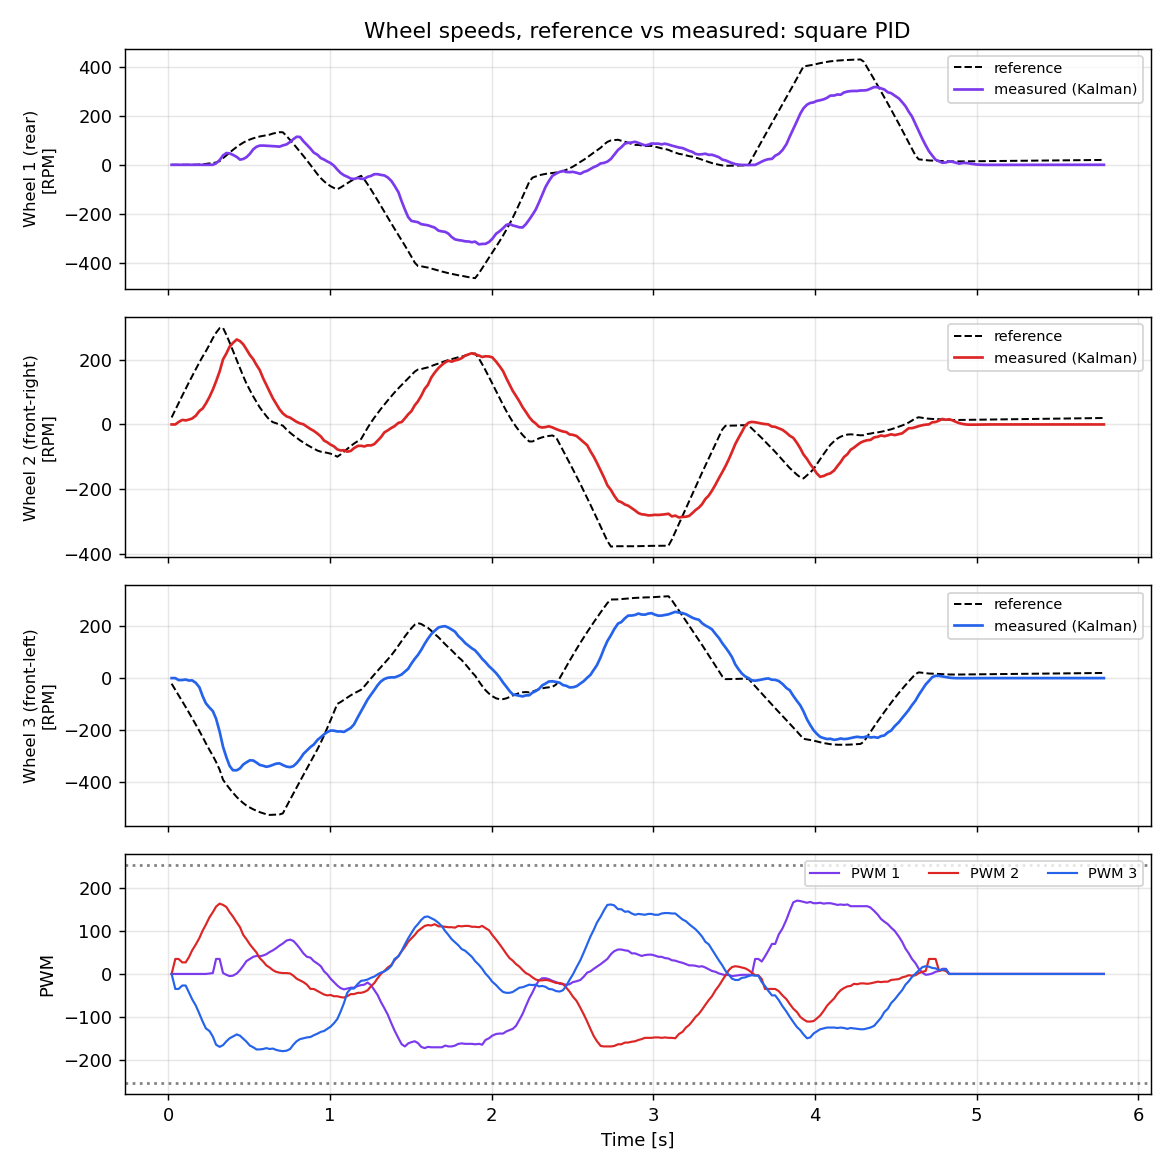 Wheel speeds, reference vs measured: square PID
Wheel 1 (rear)
[RPM]
400
200
0
−200
−400
reference
measured (Kalman)
Wheel 2 (front-right)
[RPM]
200
0
−200
−400
reference
measured (Kalman)
Wheel 3 (front-left)
[RPM]
200
0
−200
−400
reference
measured (Kalman)
PWM
200
100
0
−100
−200
PWM 1 PWM 2 PWM 3
0 1 2 3 4 5 6
Time [s]